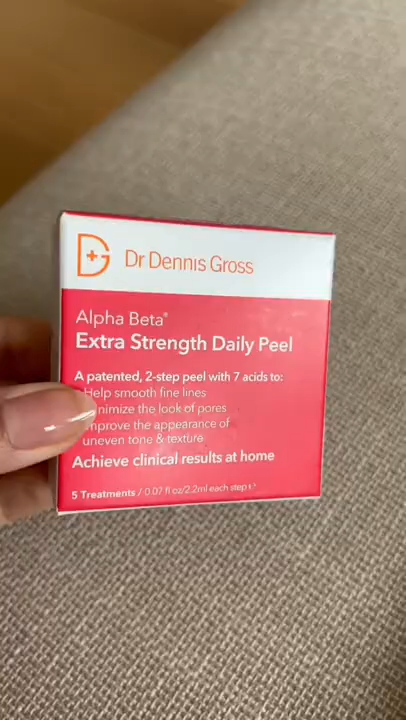 Dr Dennis Gross
Alpha Beta®
Extra Strength Daily Peel
A patented, 2-step peel with 7 acids to:
Help smooth fine lines
nimize the look of pores
mprove the appearance of
uneven tone & texture
Achieve clinical results at home
5 Treatments / 0.07 fl oz/2.2ml each step